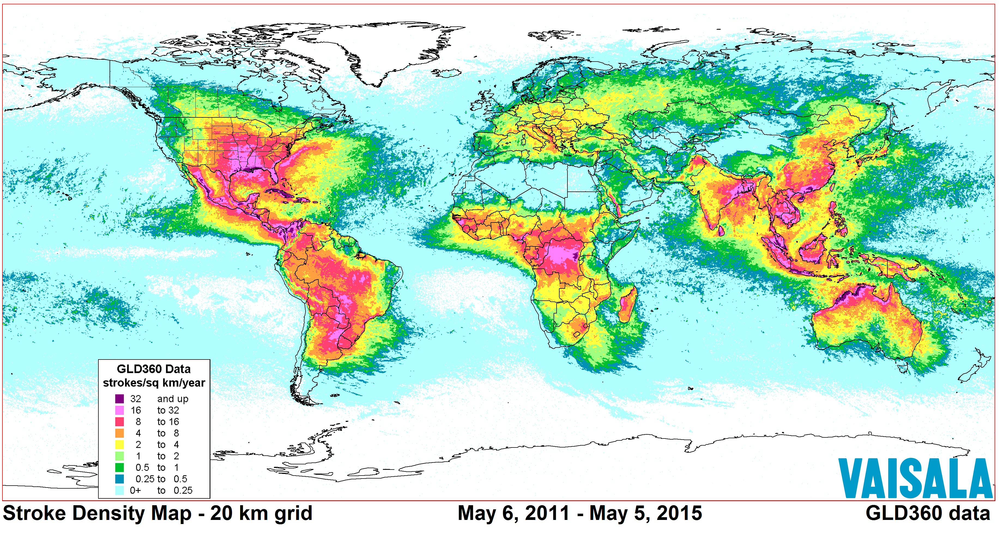 GLD360 Data
strokes/sq km/year
32 and up
16 to 32
8 to 16
4 to 8
2 to 4
1 to 2
0.5 to 1
0.25 to 0.5
0+ to 0.25
VAISALA
Stroke Density Map - 20 km grid
May 6, 2011 - May 5, 2015
GLD360 data